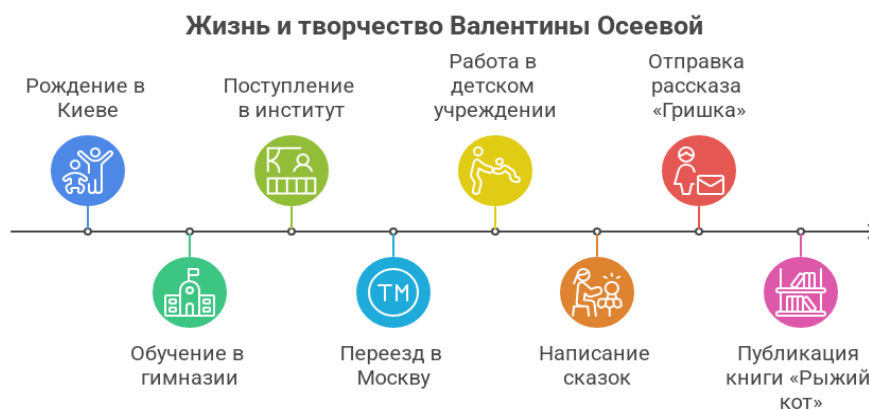 Жизнь и творчество Валентины Осеевой
Рождение в
Киеве
Обучение в
гимназии
Поступление
в институт
TM
Переезд в
Москву
Работа в
детском
учреждении
Написание
сказок
Отправка
рассказа
«Гришка»
Публикация
книги «Рыжий
кот»